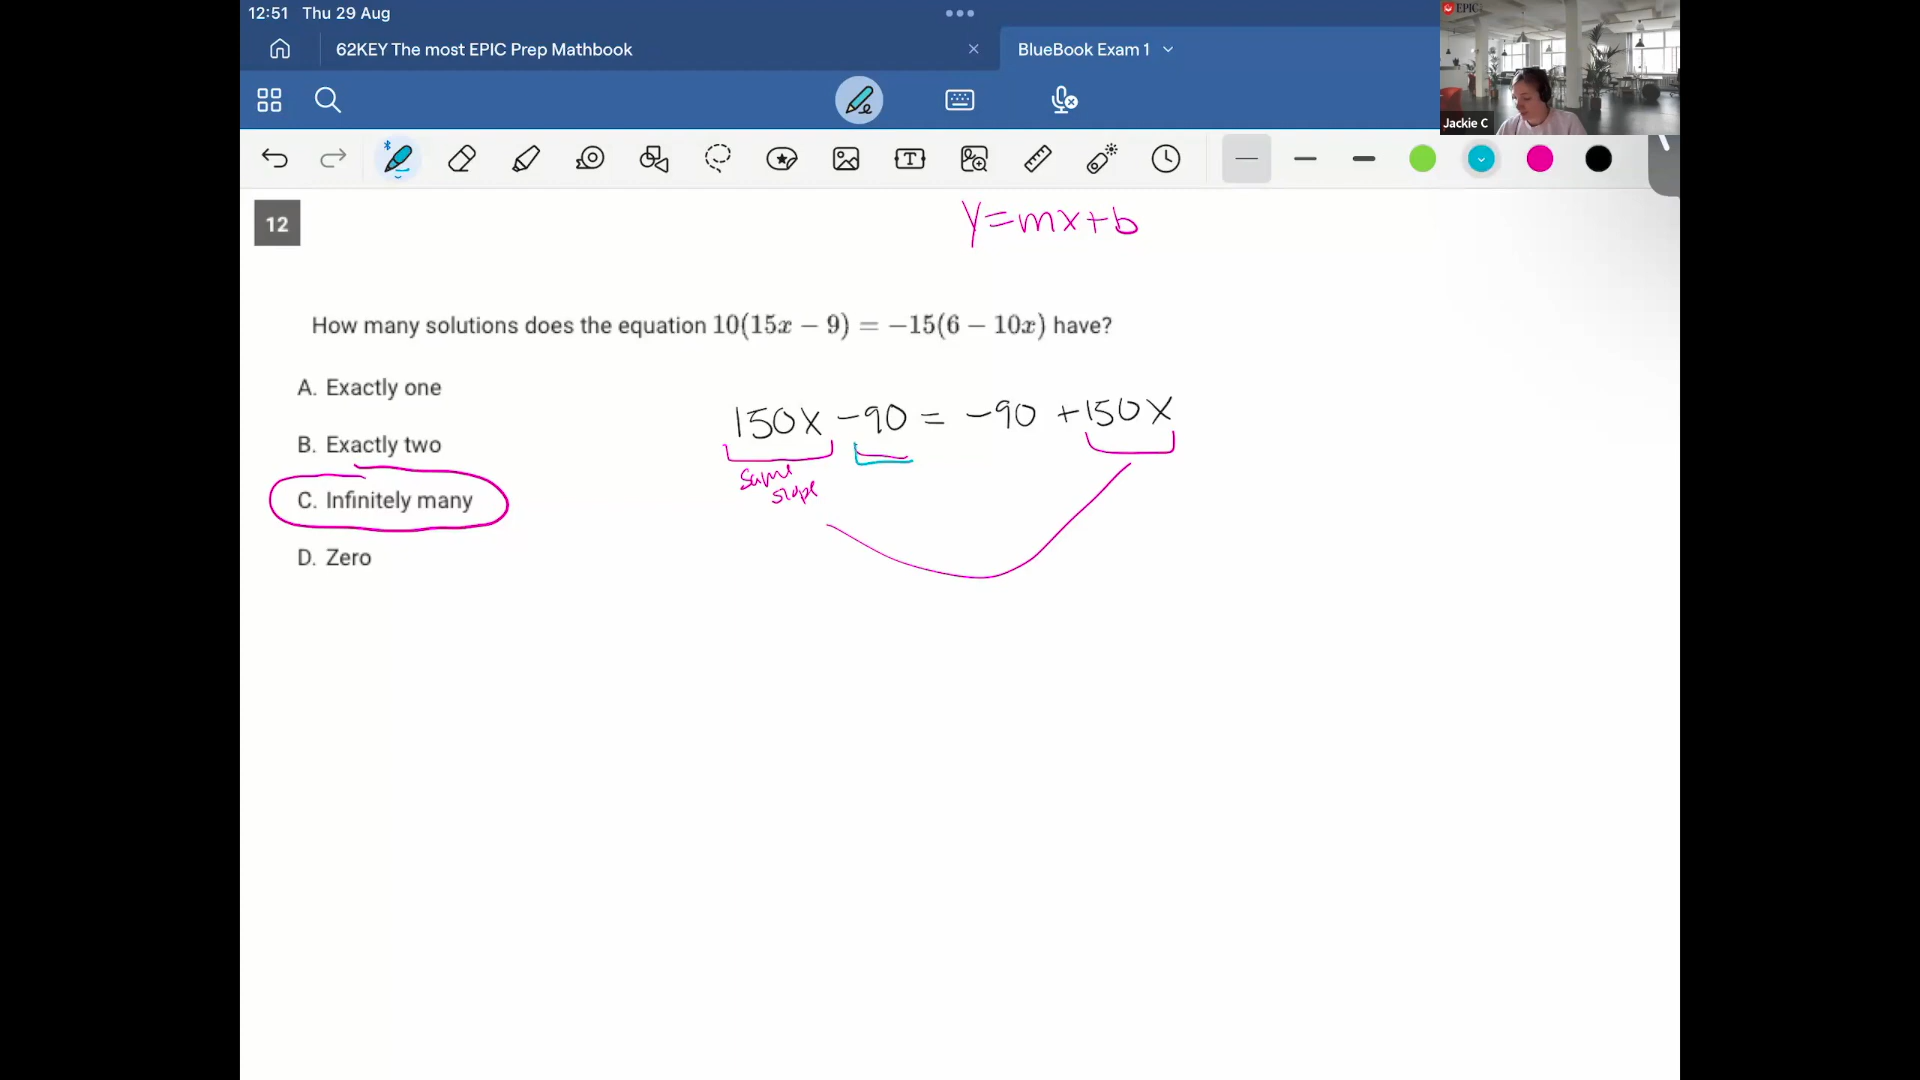 12:51 Thu 29 Aug
62KEY The most EPIC Prep Mathbook
BlueBook Exam 1
EPIC
Jackie C
12
y=mx+b
How many solutions does the equation 10(15x − 9) = −15(6 − 10x) have?
A. Exactly one
B. Exactly two
C. Infinitely many
D. Zero
150x −90 = −90 +150x
same
slope